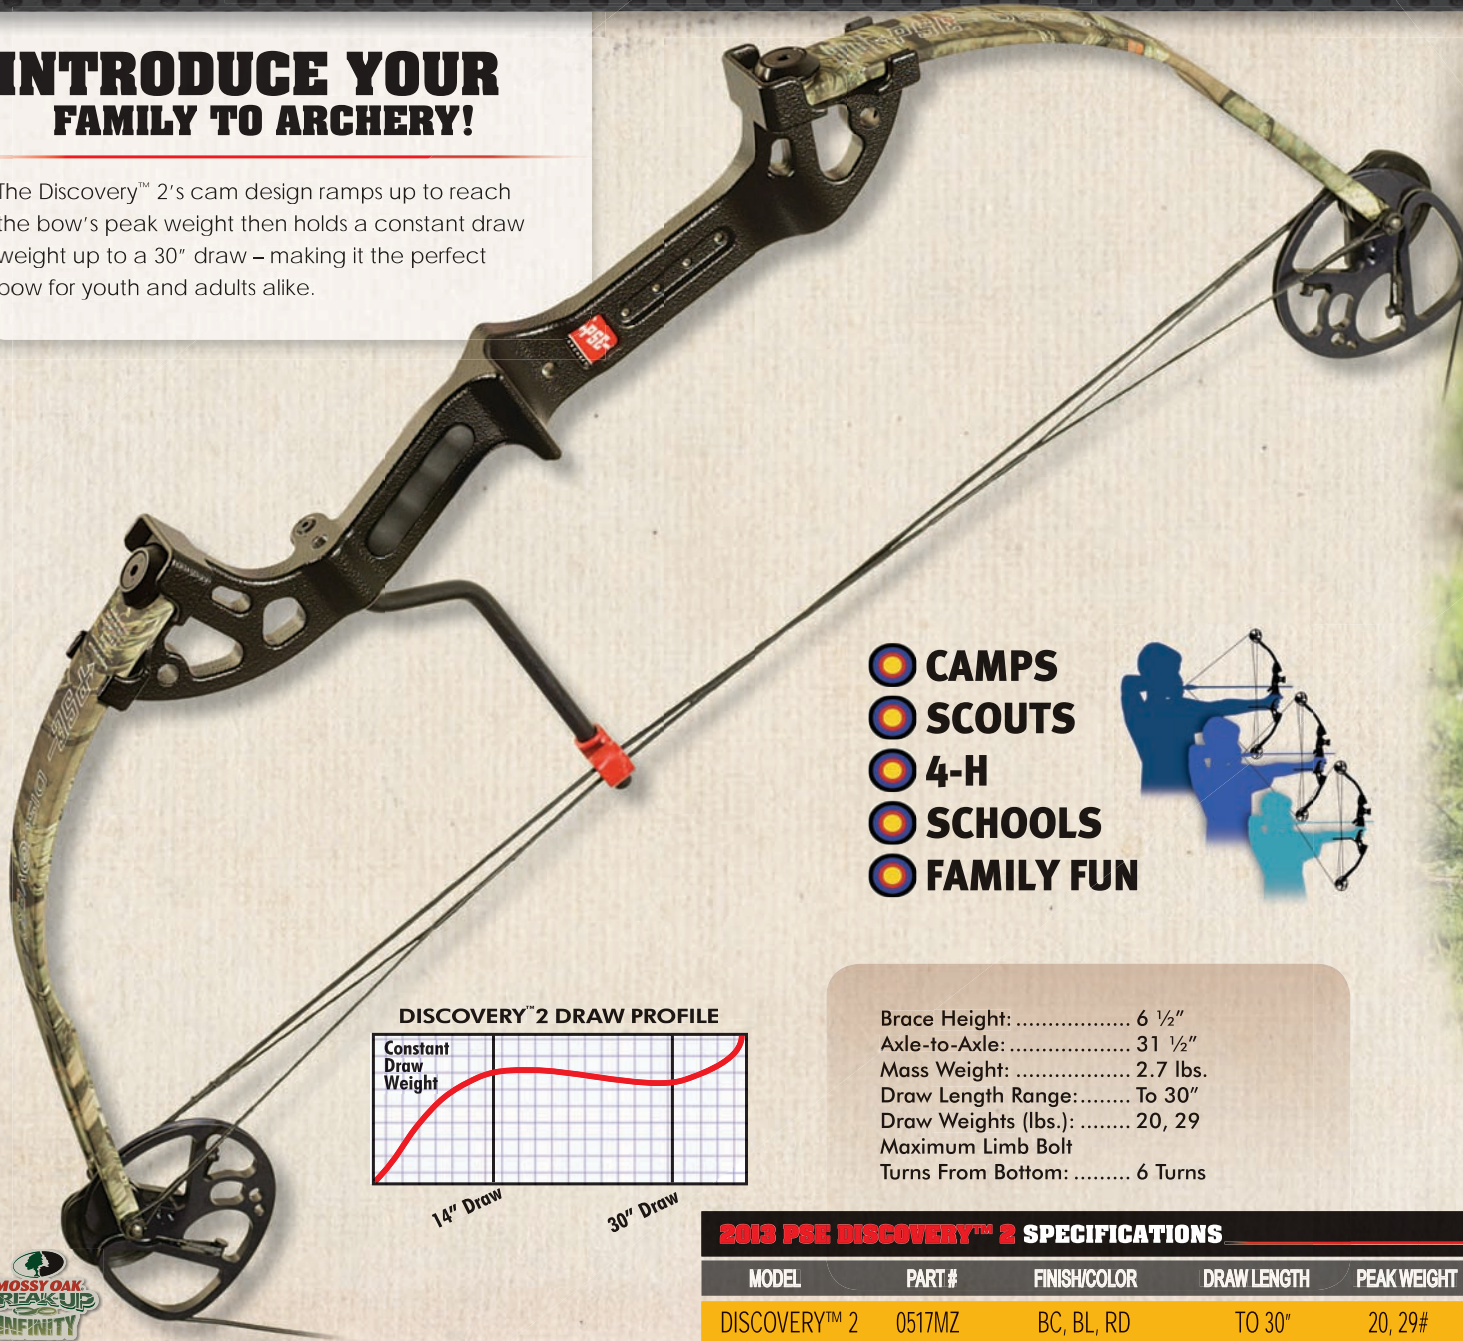 INTRODUCE YOUR
FAMILY TO ARCHERY!
The Discovery™ 2's cam design ramps up to reach
the bow's peak weight then holds a constant draw
weight up to a 30" draw – making it the perfect
bow for youth and adults alike.
PSE
PSE
PSE
CAMPS
SCOUTS
4-H
SCHOOLS
FAMILY FUN
DISCOVERY™2 DRAW PROFILE
Constant
Draw
Weight
14" Draw
30" Draw
Brace Height: .................. 6 ½"
Axle-to-Axle: ................... 31 ½"
Mass Weight: .................. 2.7 lbs.
Draw Length Range:........ To 30"
Draw Weights (lbs.): ........ 20, 29
Maximum Limb Bolt
Turns From Bottom: ......... 6 Turns
2013 PSE DISCOVERY™ 2 SPECIFICATIONS
MODEL PART # FINISH/COLOR DRAW LENGTH PEAK WEIGHT
DISCOVERY™ 2 0517MZ BC, BL, RD TO 30" 20, 29#
MOSSY OAK
BREAK-UP
INFINITY